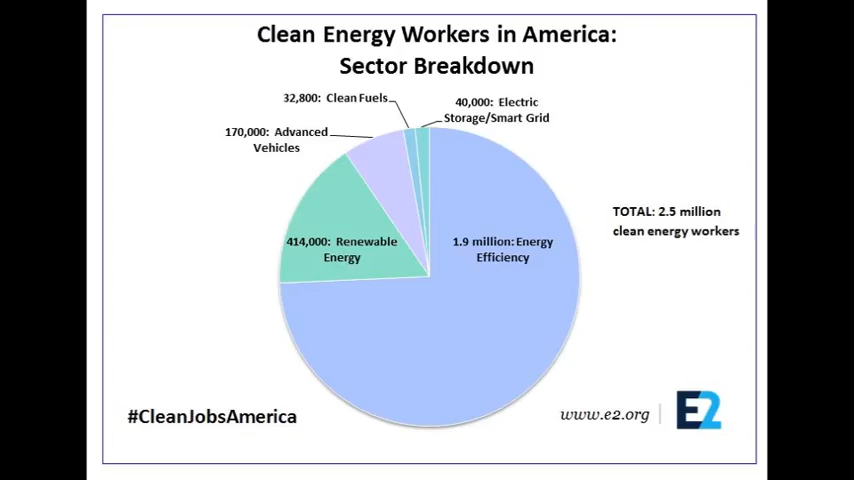 Clean Energy Workers in America:
Sector Breakdown
32,800: Clean Fuels
40,000: Electric
Storage/Smart Grid
170,000: Advanced
Vehicles
414,000: Renewable
Energy
1.9 million: Energy
Efficiency
TOTAL: 2.5 million
clean energy workers
#CleanJobsAmerica
www.e2.org
E2